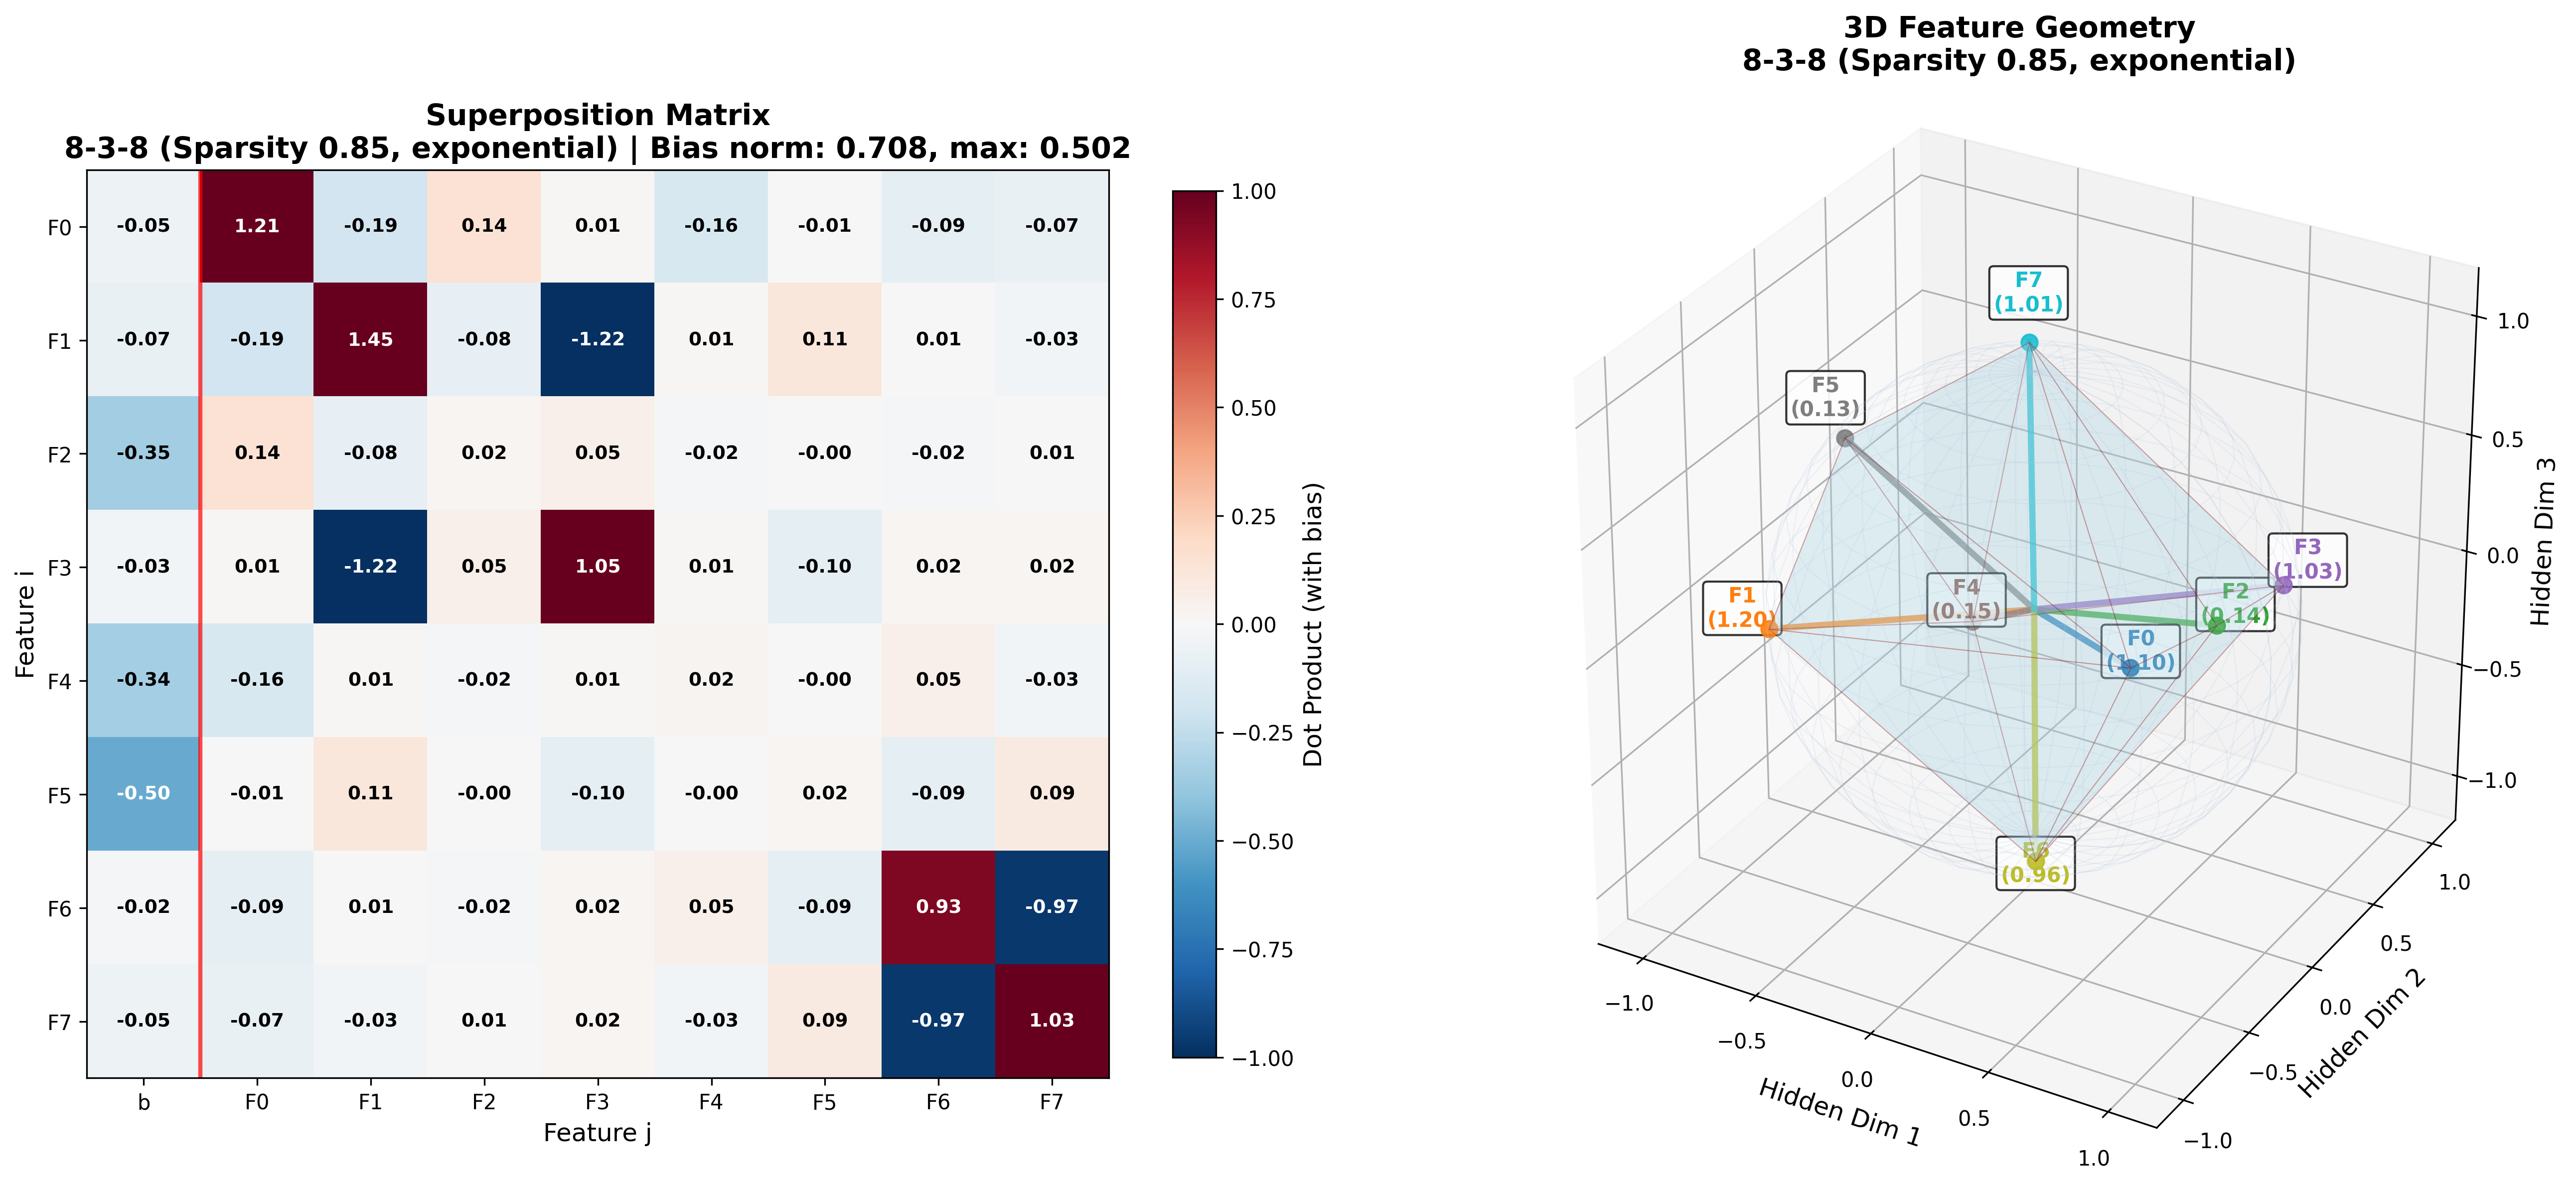 Superposition Matrix
8-3-8 (Sparsity 0.85, exponential) | Bias norm: 0.708, max: 0.502
F0 -0.05 1.21 -0.19 0.14 0.01 -0.16 -0.01 -0.09 -0.07
F1 -0.07 -0.19 1.45 -0.08 -1.22 0.01 0.11 0.01 -0.03
F2 -0.35 0.14 -0.08 0.02 0.05 -0.02 -0.00 -0.02 0.01
F3 -0.03 0.01 -1.22 0.05 1.05 0.01 -0.10 0.02 0.02
F4 -0.34 -0.16 0.01 -0.02 0.01 0.02 -0.00 0.05 -0.03
F5 -0.50 -0.01 0.11 -0.00 -0.10 -0.00 0.02 -0.09 0.09
F6 -0.02 -0.09 0.01 -0.02 0.02 0.05 -0.09 0.93 -0.97
F7 -0.05 -0.07 -0.03 0.01 0.02 -0.03 0.09 -0.97 1.03
b F0 F1 F2 F3 F4 F5 F6 F7
Feature j
Feature i
1.00
0.75
0.50
0.25
0.00
−0.25
−0.50
−0.75
−1.00
Dot Product (with bias)
3D Feature Geometry
8-3-8 (Sparsity 0.85, exponential)
F7
(1.01)
F5
(0.13)
F3
(1.03)
F1
(1.20)
F4
(0.15)
F2
(0.14)
F0
(1.10)
F6
(0.96)
1.0
0.5
0.0
−0.5
−1.0
Hidden Dim 3
1.0
0.5
0.0
−0.5
−1.0
Hidden Dim 2
−1.0
−0.5
0.0
0.5
1.0
Hidden Dim 1